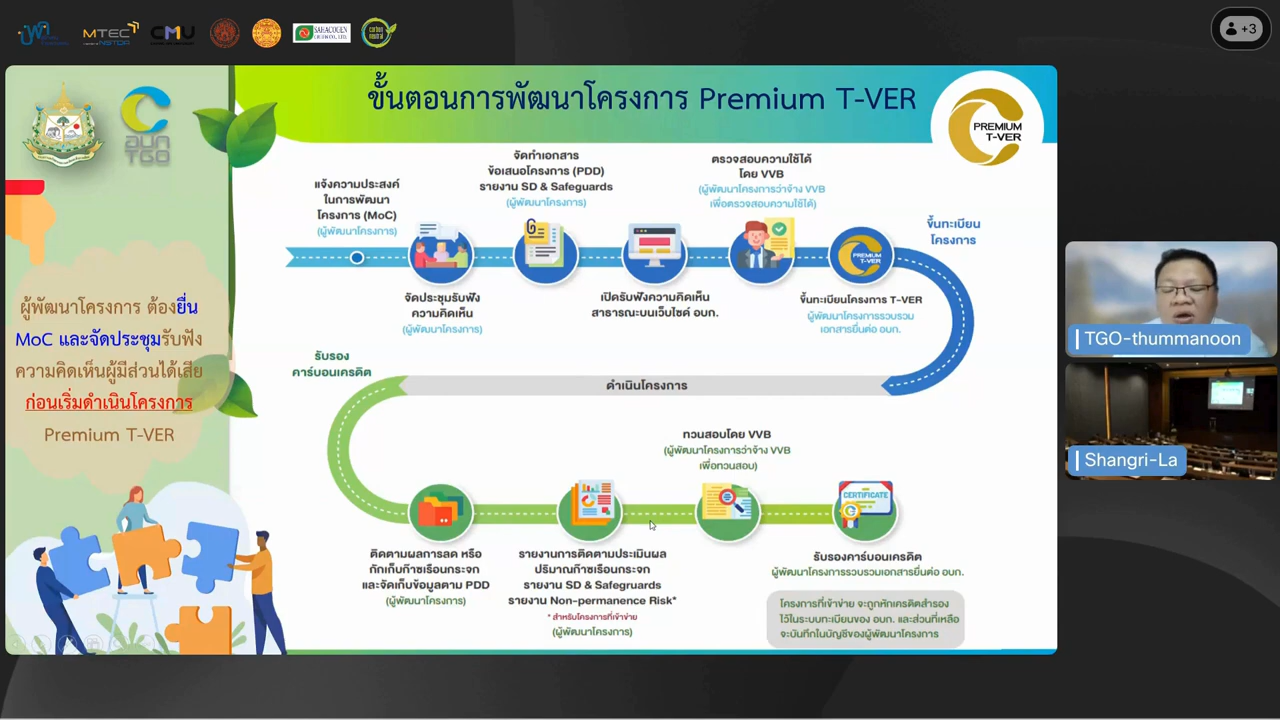 MTEC
a member of NSTDA
CMU
SAHACOGEN
carbon neutral
+3
อบก
TGO
ขั้นตอนการพัฒนาโครงการ Premium T-VER
PREMIUM
T-VER
ผู้พัฒนาโครงการ ต้องยื่น
MoC และจัดประชุมรับฟัง
ความคิดเห็นผู้มีส่วนได้เสีย
ก่อนเริ่มดำเนินโครงการ
Premium T-VER
แจ้งความประสงค์
ในการพัฒนา
โครงการ (MoC)
(ผู้พัฒนาโครงการ)
จัดประชุมรับฟัง
ความคิดเห็น
(ผู้พัฒนาโครงการ)
จัดทำเอกสาร
ข้อเสนอโครงการ (PDD)
รายงาน SD & Safeguards
(ผู้พัฒนาโครงการ)
เปิดรับฟังความคิดเห็น
สาธารณะบนเว็บไซต์ อบก.
ตรวจสอบความใช้ได้
โดย VVB
(ผู้พัฒนาโครงการว่าจ้าง VVB
เพื่อตรวจสอบความใช้ได้)
PREMIUM
T-VER
ขึ้นทะเบียนโครงการ T-VER
ผู้พัฒนาโครงการรวบรวม
เอกสารยื่นต่อ อบก.
ขึ้นทะเบียน
โครงการ
ดำเนินโครงการ
รับรอง
คาร์บอนเครดิต
ติดตามผลการลด หรือ
กักเก็บก๊าซเรือนกระจก
และจัดเก็บข้อมูลตาม PDD
(ผู้พัฒนาโครงการ)
รายงานการติดตามประเมินผล
ปริมาณก๊าซเรือนกระจก
รายงาน SD & Safegruards
รายงาน Non-permanence Risk*
* สำหรับโครงการที่เข้าข่าย
(ผู้พัฒนาโครงการ)
ทวนสอบโดย VVB
(ผู้พัฒนาโครงการว่าจ้าง VVB
เพื่อทวนสอบ)
CERTIFICATE
รับรองคาร์บอนเครดิต
ผู้พัฒนาโครงการรวบรวมเอกสารยื่นต่อ อบก.
โครงการที่เข้าข่าย จะถูกหักเครดิตสำรอง
ไว้ในระบบทะเบียนของ อบก. และส่วนที่เหลือ
จะบันทึกในบัญชีของผู้พัฒนาโครงการ
TGO-thummanoon
Shangri-La